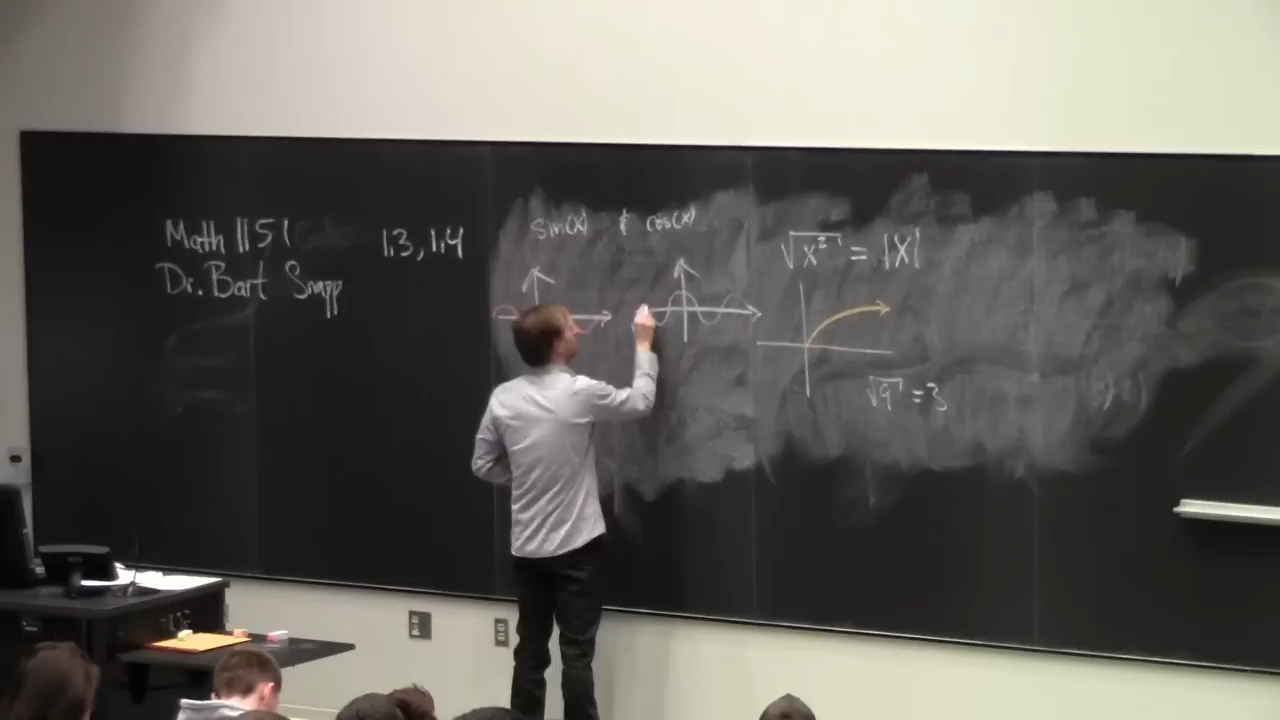 Math 1151
1.3, 1.4
Dr. Bart Snapp
sin(x) & cos(x)
√x² = |x|
√9 = 3